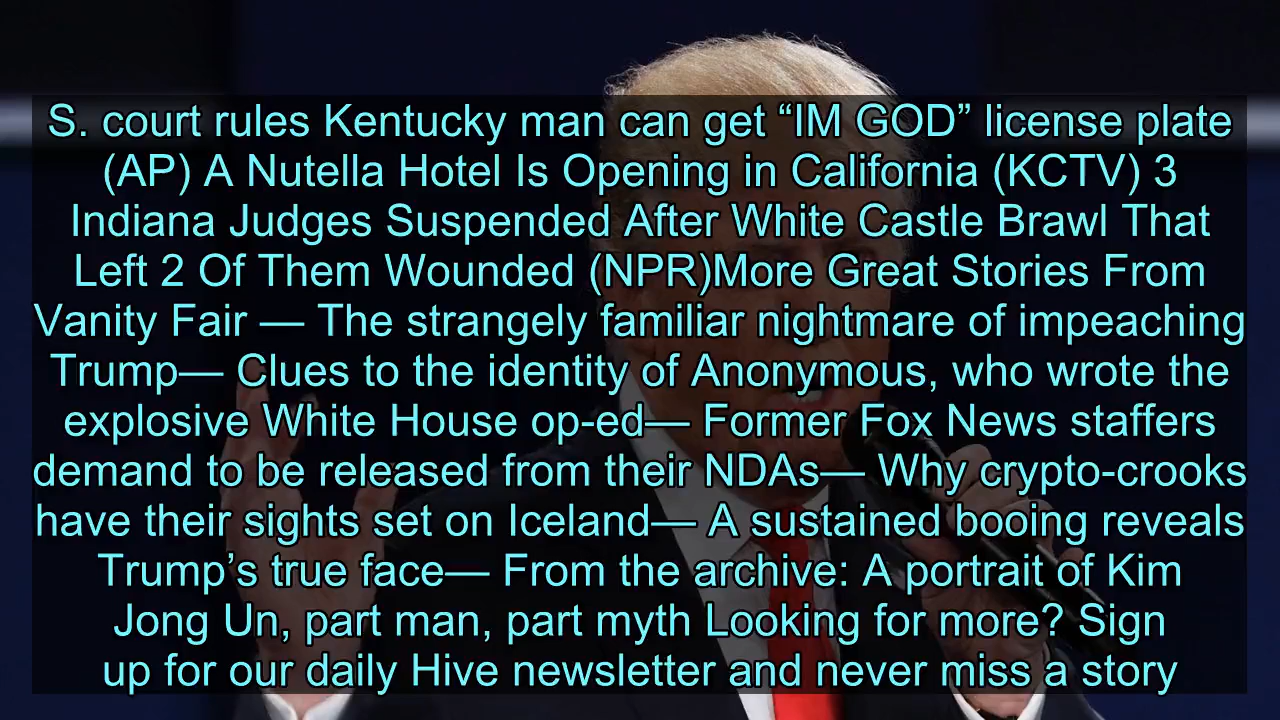 S. court rules Kentucky man can get “IM GOD” license plate
(AP) A Nutella Hotel Is Opening in California (KCTV) 3
Indiana Judges Suspended After White Castle Brawl That
Left 2 Of Them Wounded (NPR)More Great Stories From
Vanity Fair — The strangely familiar nightmare of impeaching
Trump— Clues to the identity of Anonymous, who wrote the
explosive White House op-ed— Former Fox News staffers
demand to be released from their NDAs— Why crypto-crooks
have their sights set on Iceland— A sustained booing reveals
Trump’s true face— From the archive: A portrait of Kim
Jong Un, part man, part myth Looking for more? Sign
up for our daily Hive newsletter and never miss a story